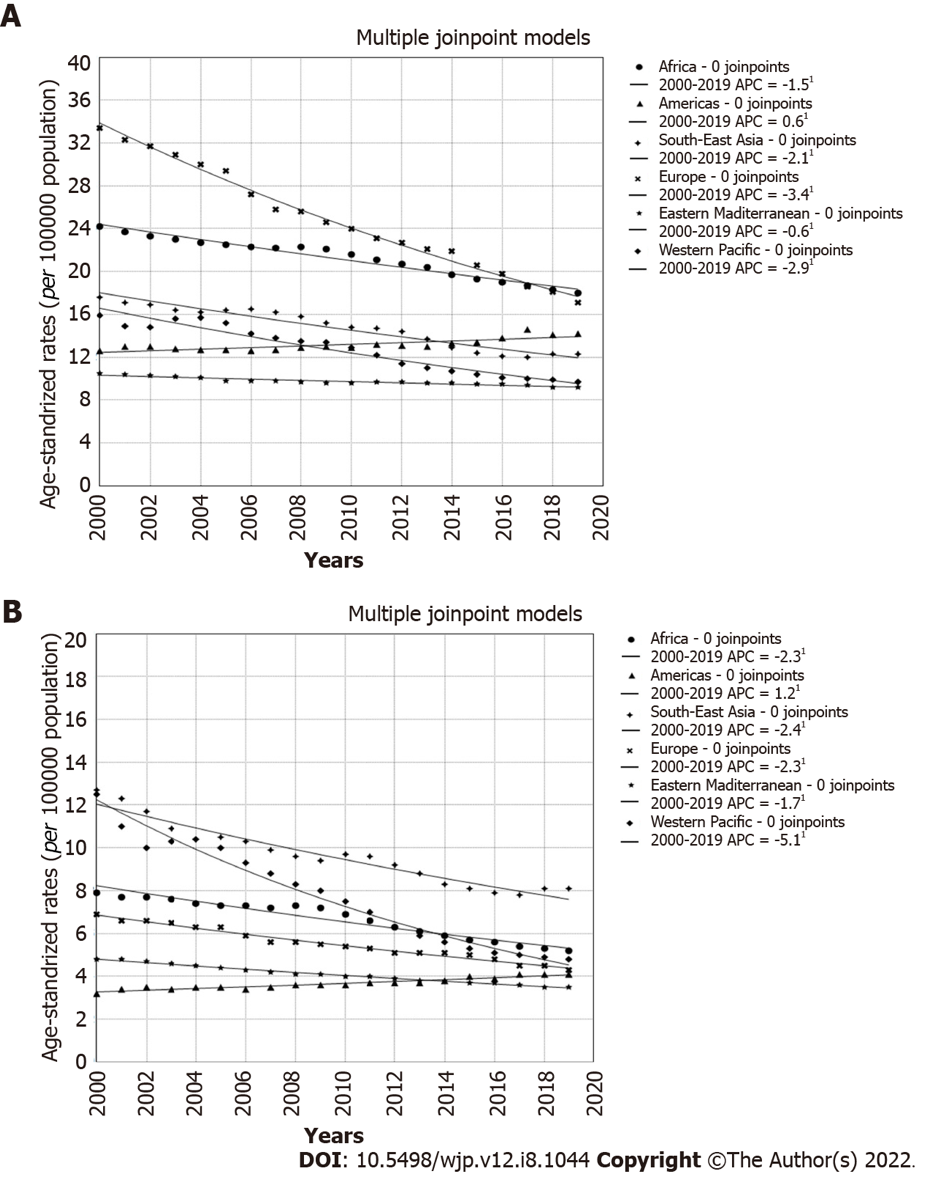 A
Multiple joinpoint models
Age-standrized rates (per 100000 population)
40
36
32
28
24
20
16
12
8
4
0
2000 2002 2004 2006 2008 2010 2012 2014 2016 2018 2020
Years
Africa - 0 joinpoints
2000-2019 APC = -1.5¹
Americas - 0 joinpoints
2000-2019 APC = 0.6¹
South-East Asia - 0 joinpoints
2000-2019 APC = -2.1¹
Europe - 0 joinpoints
2000-2019 APC = -3.4¹
Eastern Maditerranean - 0 joinpoints
2000-2019 APC = -0.6¹
Western Pacific - 0 joinpoints
2000-2019 APC = -2.9¹
B
Multiple joinpoint models
Age-standrized rates (per 100000 population)
20
18
16
14
12
10
8
6
4
2
0
2000 2002 2004 2006 2008 2010 2012 2014 2016 2018 2020
Years
Africa - 0 joinpoints
2000-2019 APC = -2.3¹
Americas - 0 joinpoints
2000-2019 APC = 1.2¹
South-East Asia - 0 joinpoints
2000-2019 APC = -2.4¹
Europe - 0 joinpoints
2000-2019 APC = -2.3¹
Eastern Maditerranean - 0 joinpoints
2000-2019 APC = -1.7¹
Western Pacific - 0 joinpoints
2000-2019 APC = -5.1¹
DOI: 10.5498/wjp.v12.i8.1044 Copyright ©The Author(s) 2022.